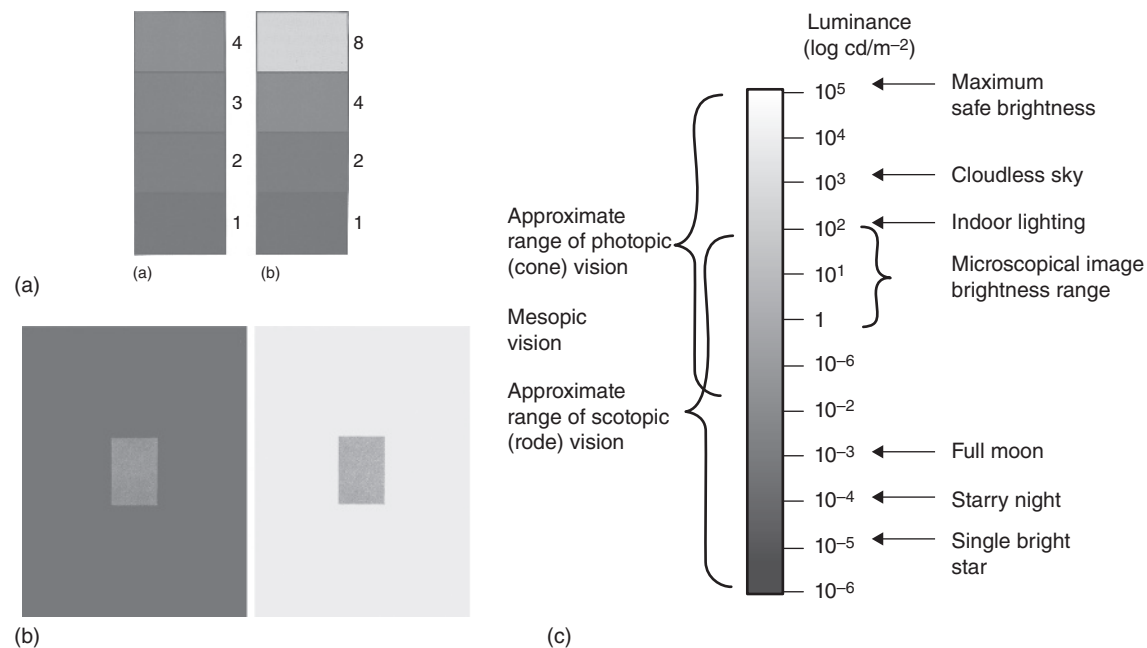 4
3
2
1
(a)
8
4
2
1
(b)
(a)
(b)
Luminance
(log cd/m–2)
10^5
10^4
10^3
10^2
10^1
1
10^–6
10^–2
10^–3
10^–4
10^–5
10^–6
Maximum
safe brightness
Cloudless sky
Indoor lighting
Microscopical image
brightness range
Full moon
Starry night
Single bright
star
Approximate
range of photopic
(cone) vision
Mesopic
vision
Approximate
range of scotopic
(rode) vision
(c)